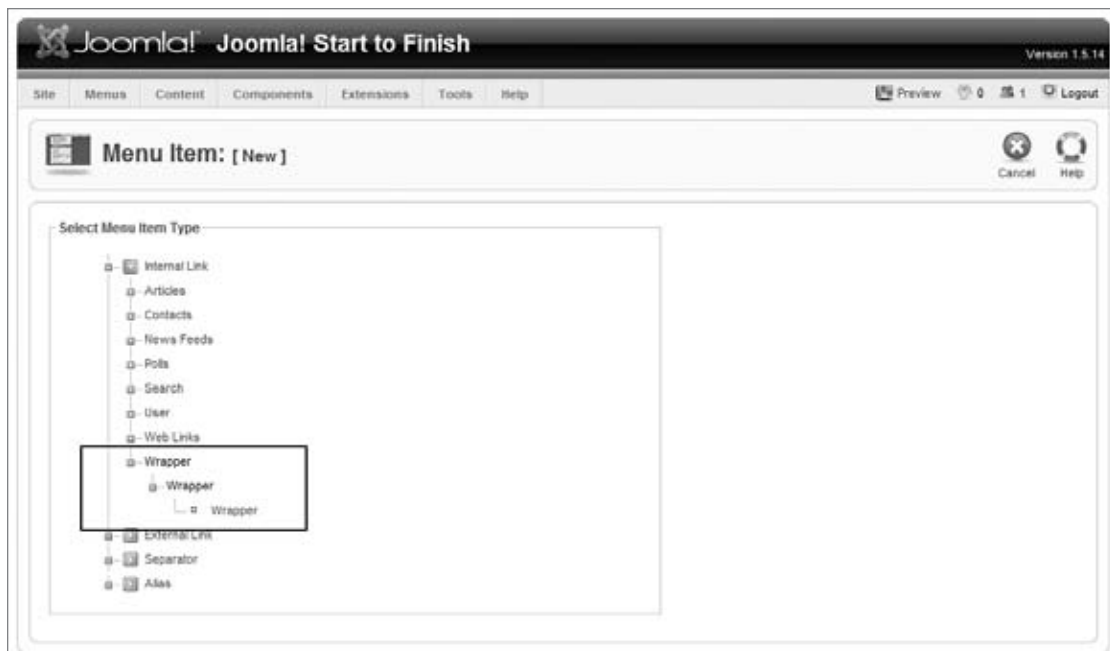 Joomla! Joomla! Start to Finish
Version 1.5.14
Site Menus Content Components Extensions Tools Help Preview 0 1 Logout
Menu Item: [ New ]
Cancel Help
Select Menu Item Type
Internal Link
Articles
Contacts
News Feeds
Polls
Search
User
Web Links
Wrapper
Wrapper
Wrapper
External Link
Separator
Alias